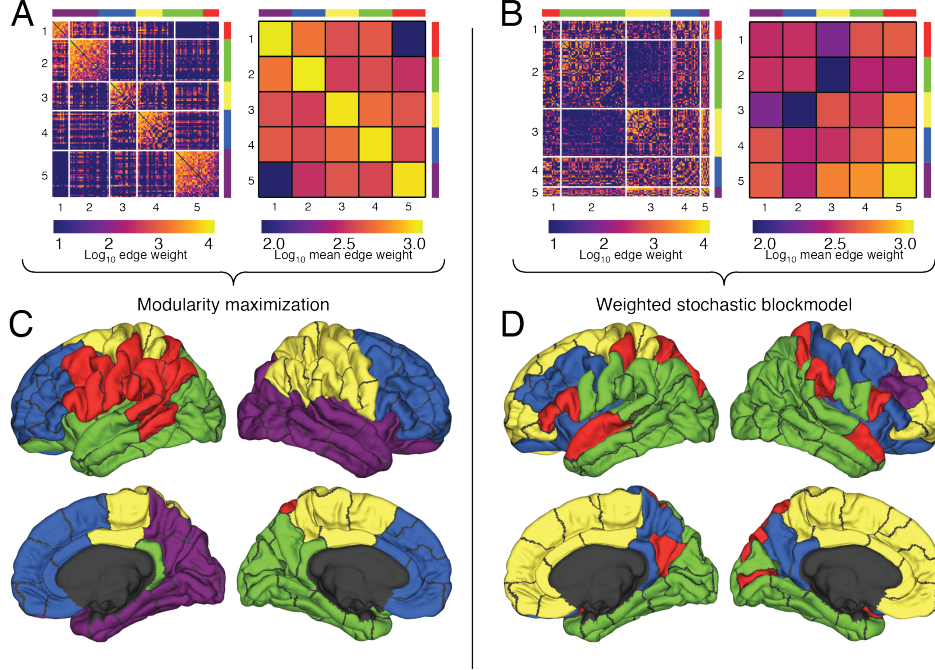 A
1
2
3
4
5
1 2 3 4 5
1 2 3 4
Log10 edge weight
1
2
3
4
5
1 2 3 4 5
2.0 2.5 3.0
Log10 mean edge weight
Modularity maximization
B
1
2
3
4
5
1 2 3 4 5
1 2 3 4
Log10 edge weight
1
2
3
4
5
1 2 3 4 5
2.0 2.5 3.0
Log10 mean edge weight
Weighted stochastic blockmodel
C
D